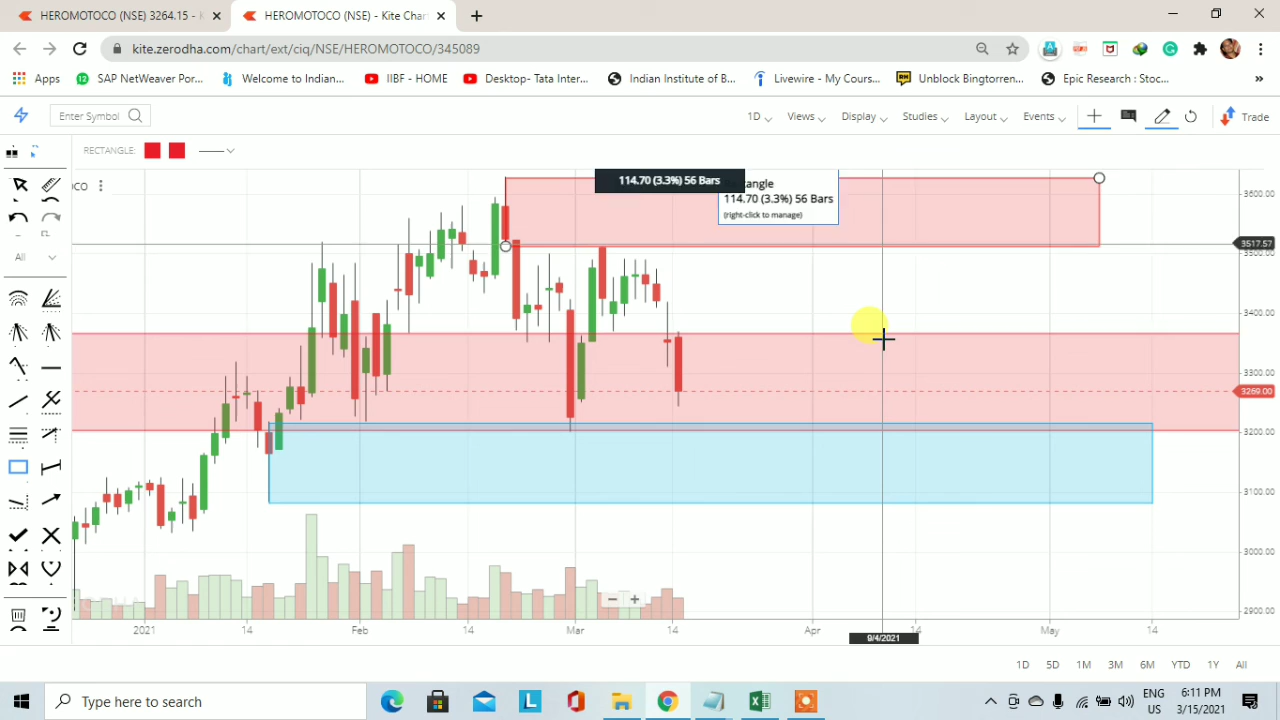 HEROMOTOCO (NSE) 3264.15 - K
HEROMOTOCO (NSE) - Kite Chart
kite.zerodha.com/chart/ext/ciq/NSE/HEROMOTOCO/345089
Apps
SAP NetWeaver Por...
Welcome to Indian...
IIBF - HOME
Desktop- Tata Inter...
Indian Institute of B...
Livewire - My Cours...
Unblock Bingtorren...
Epic Research : Stoc...
»
Enter Symbol
1D
Views
Display
Studies
Layout
Events
Trade
RECTANGLE:
OCO
114.70 (3.3%) 56 Bars
tangle
114.70 (3.3%) 56 Bars
(right-click to manage)
All
3600.00
3517.57
3500.00
3400.00
3300.00
3269.00
3200.00
3100.00
3000.00
2900.00
2021
14
Feb
14
Mar
14
Apr
14
May
14
9/4/2021
1D
5D
1M
3M
6M
YTD
1Y
All
Type here to search
ENG
US
6:11 PM
3/15/2021